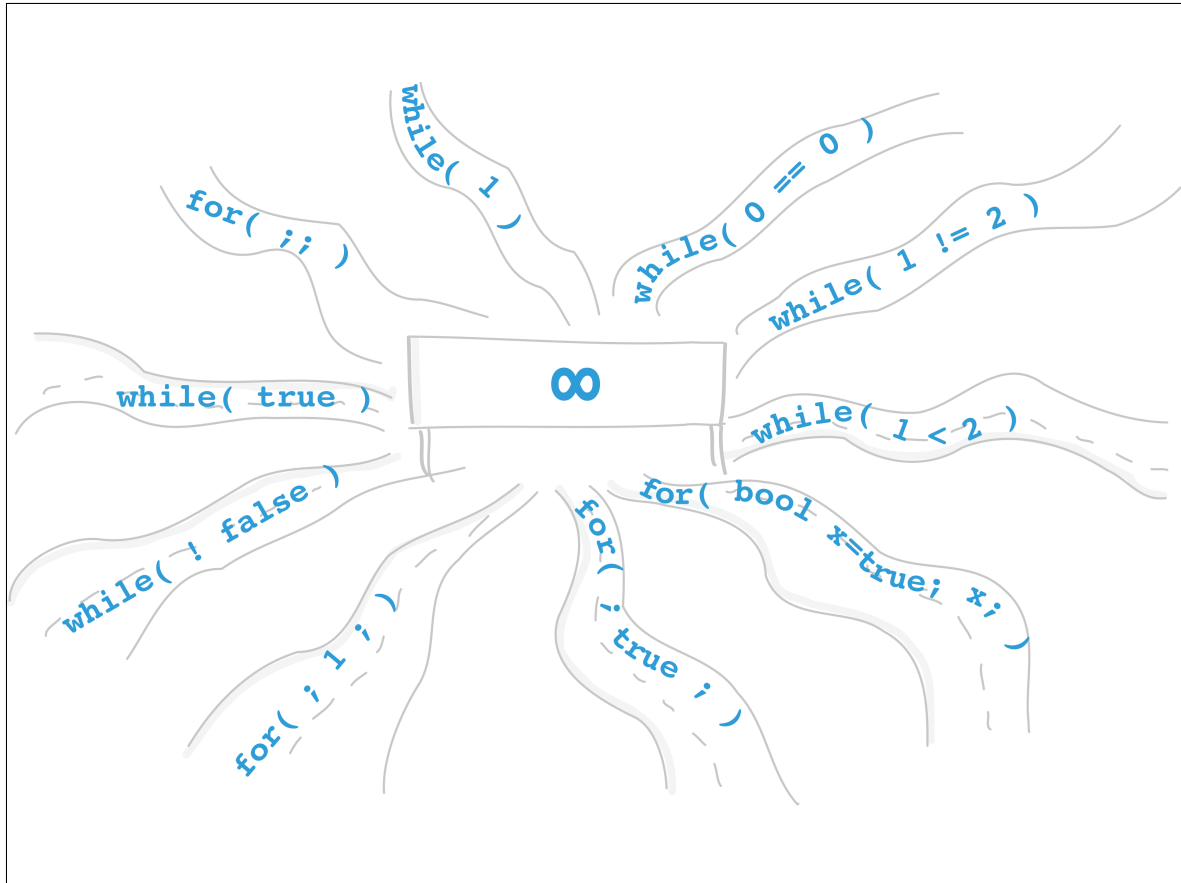 while( 1 )
while( 0 == 0 )
for( ;; )
while( 1 != 2 )
∞
while( true )
while( 1 < 2 )
while( ! false )
for( bool x=true; x; )
for( ; true ; )
for( ; 1 ; )